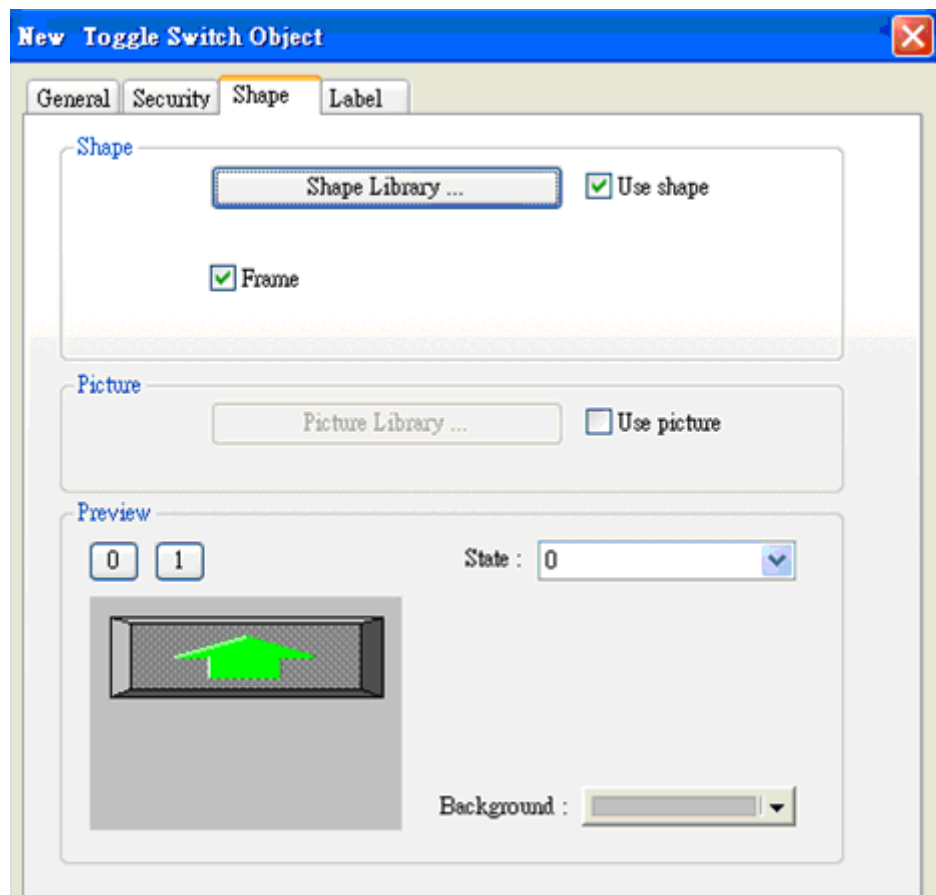 New Toggle Switch Object
General Security Shape Label
Shape
Shape Library ... Use shape
Frame
Picture
Picture Library ... Use picture
Preview
0 1 State : 0
Background :